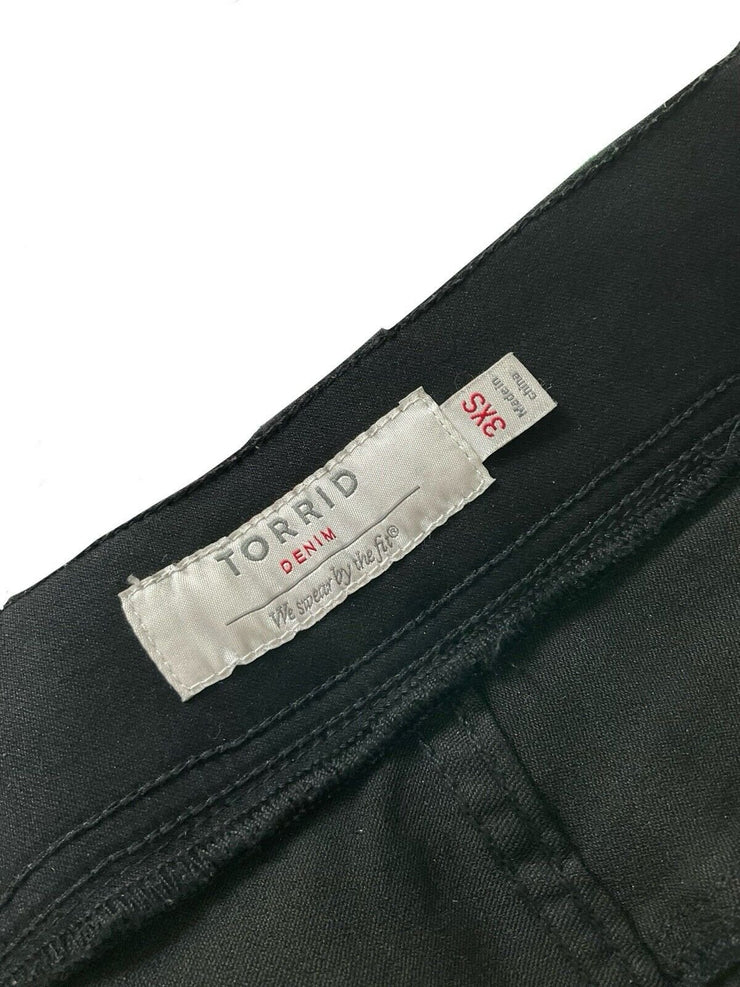 TORRID
DENIM
We swear by the fit®
3XS
Made in
china